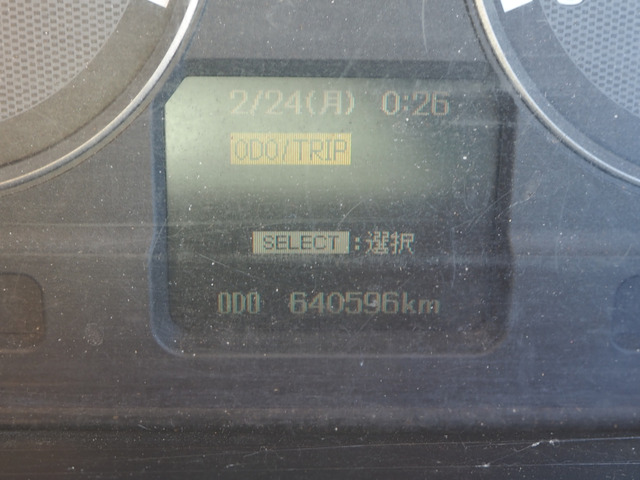 2/24(月) 0:26
ODO/TRIP
SELECT :選択
ODO 640596km